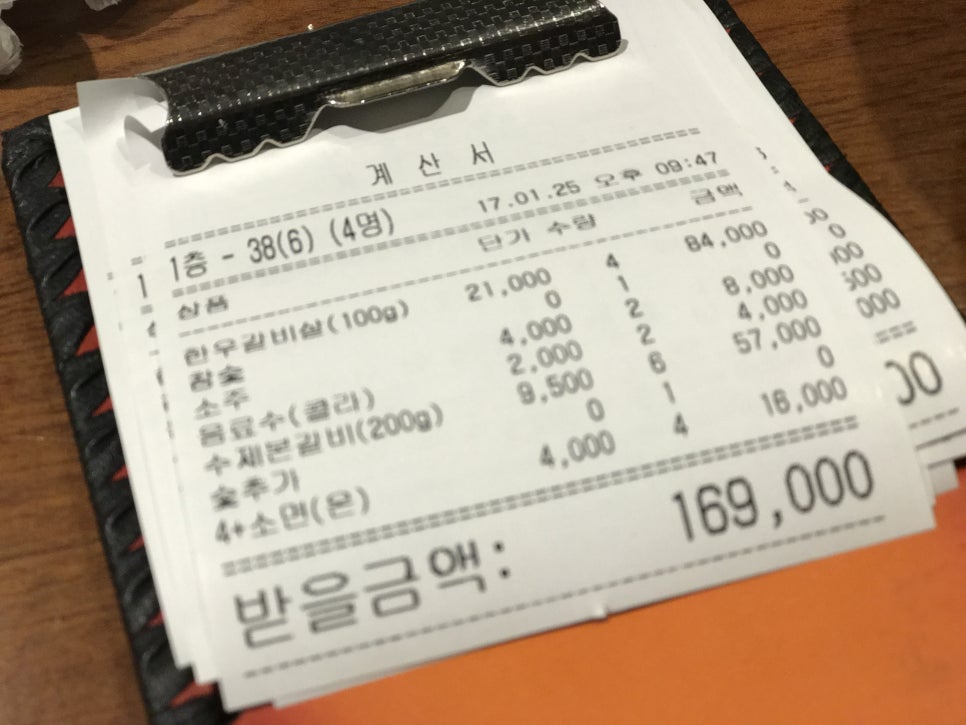 계 산 서
1층 - 38(6) (4명) 17.01.25 오후 09:47
상품 단가 수량 금액
한우갈비살(100g) 21,000 4 84,000
참숯 0 1 0
소주 4,000 2 8,000
음료수(콜라) 2,000 2 4,000
수제본갈비(200g) 9,500 6 57,000
숯추가 0 1 0
4+소면(온) 4,000 4 16,000
받을금액: 169,000